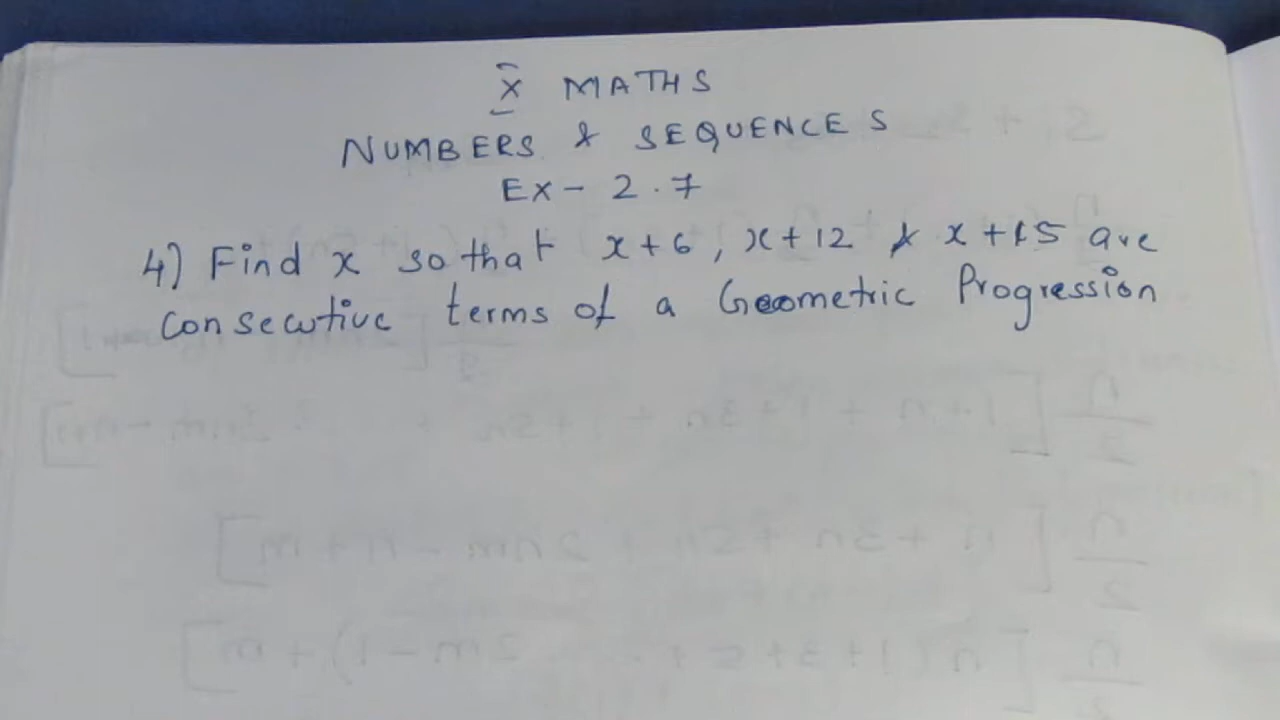 X MATHS
NUMBERS & SEQUENCES
Ex - 2.7
4) Find x so that x+6, x+12 & x+15 are
consecutive terms of a Geometric Progression